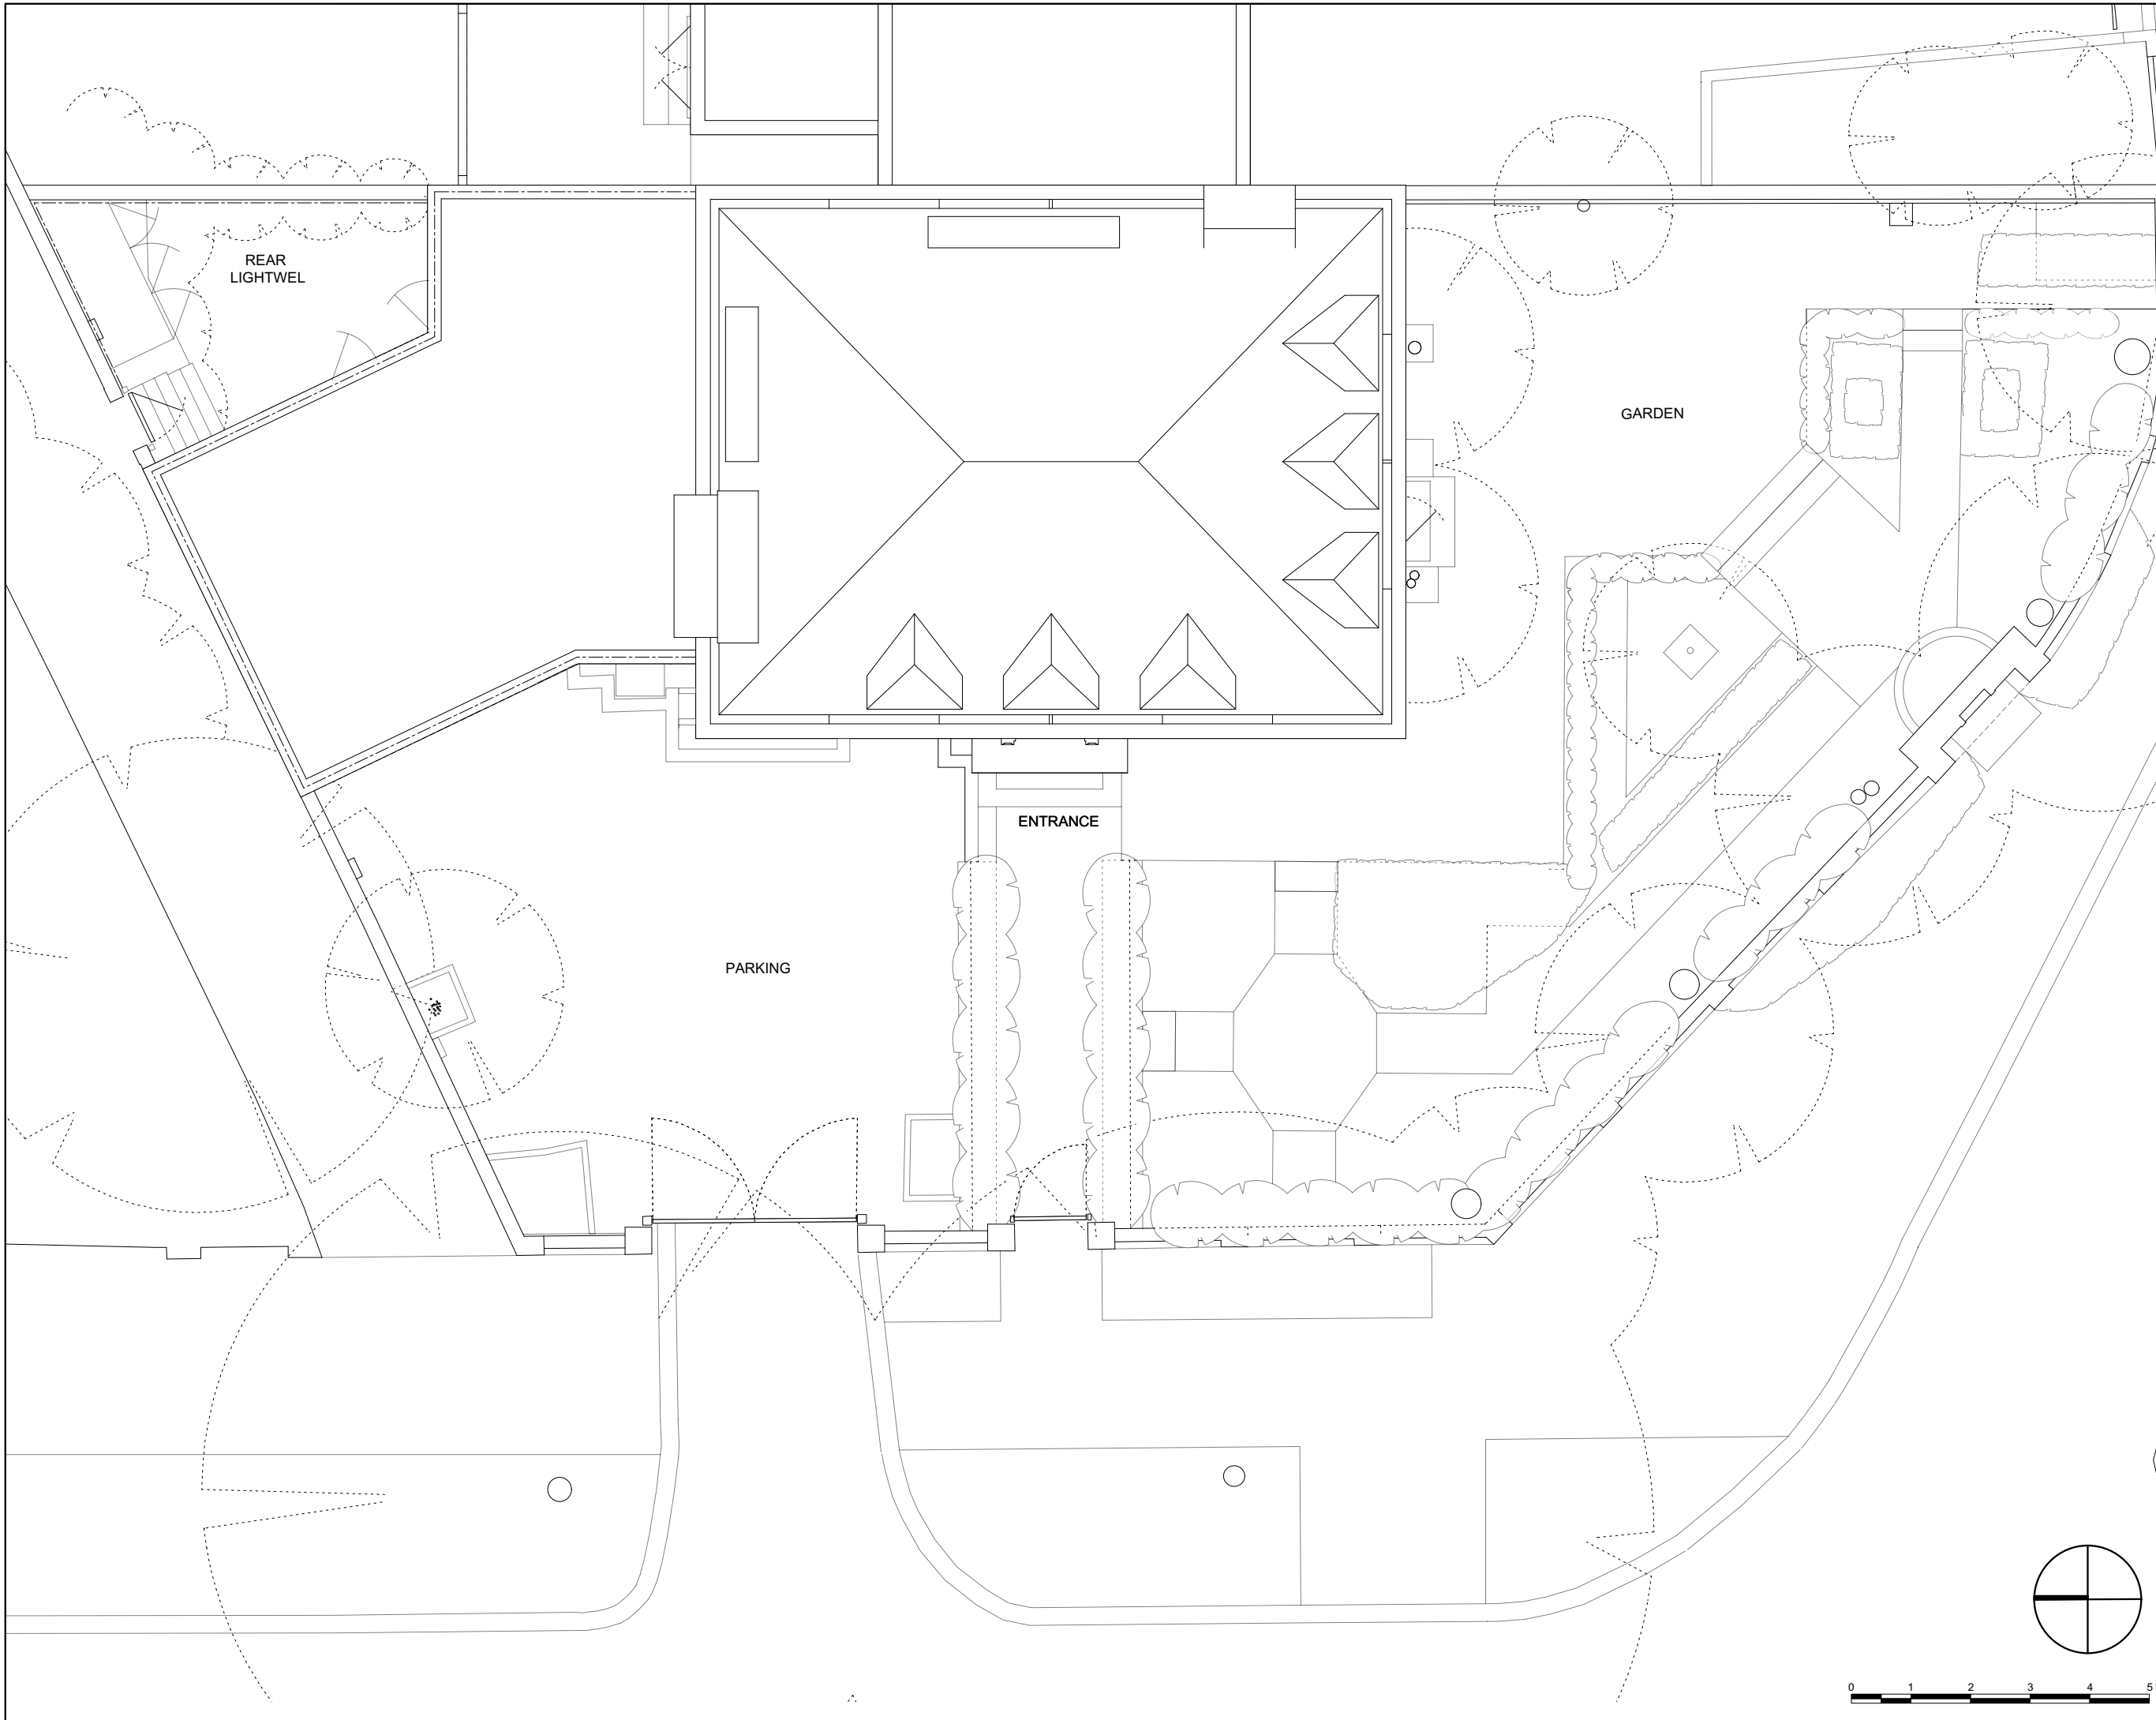 REAR
LIGHTWEL
GARDEN
ENTRANCE
PARKING
0 1 2 3 4 5